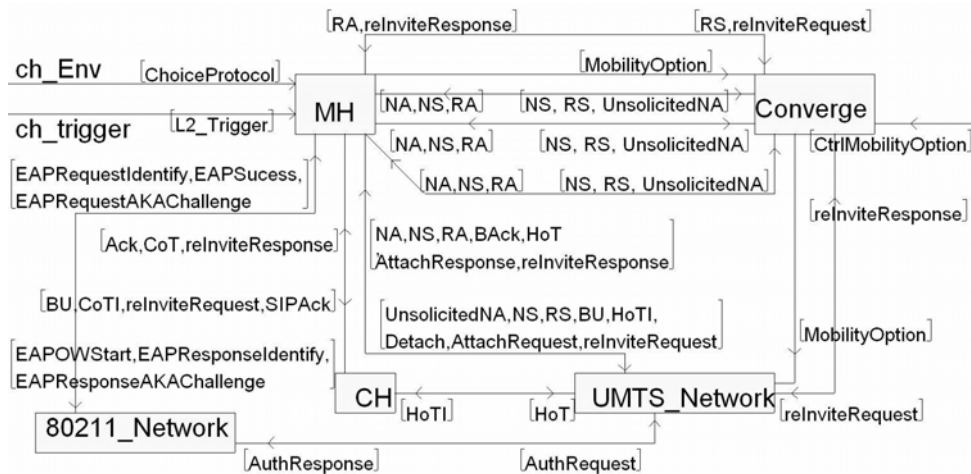 [RA,reInviteResponse]
[RS,reInviteRequest]
ch_Env
[ChoiceProtocol]
[MobilityOption]
MH
[NA,NS,RA]
[NS, RS, UnsolicitedNA]
Converge
ch_trigger
[L2_Trigger]
[NA,NS,RA]
[NS, RS, UnsolicitedNA]
[CtrlMobilityOption]
[EAPRequestIdentify,EAPSucess,
EAPRequestAKAChallenge]
[NA,NS,RA]
[NS, RS, UnsolicitedNA]
[reInviteResponse]
[Ack,CoT,reInviteResponse]
[NA,NS,RA,BAck,HoT
AttachResponse,reInviteResponse]
[BU,CoTI,reInviteRequest,SIPAck]
[UnsolicitedNA,NS,RS,BU,HoTI,
Detach,AttachRequest,reInviteRequest]
[MobilityOption]
[EAPOWStart,EAPResponseIdentify,
EAPResponseAKAChallenge]
CH
UMTS_Network
[HoTI]
[HoT]
[reInviteRequest]
80211_Network
[AuthResponse]
[AuthRequest]